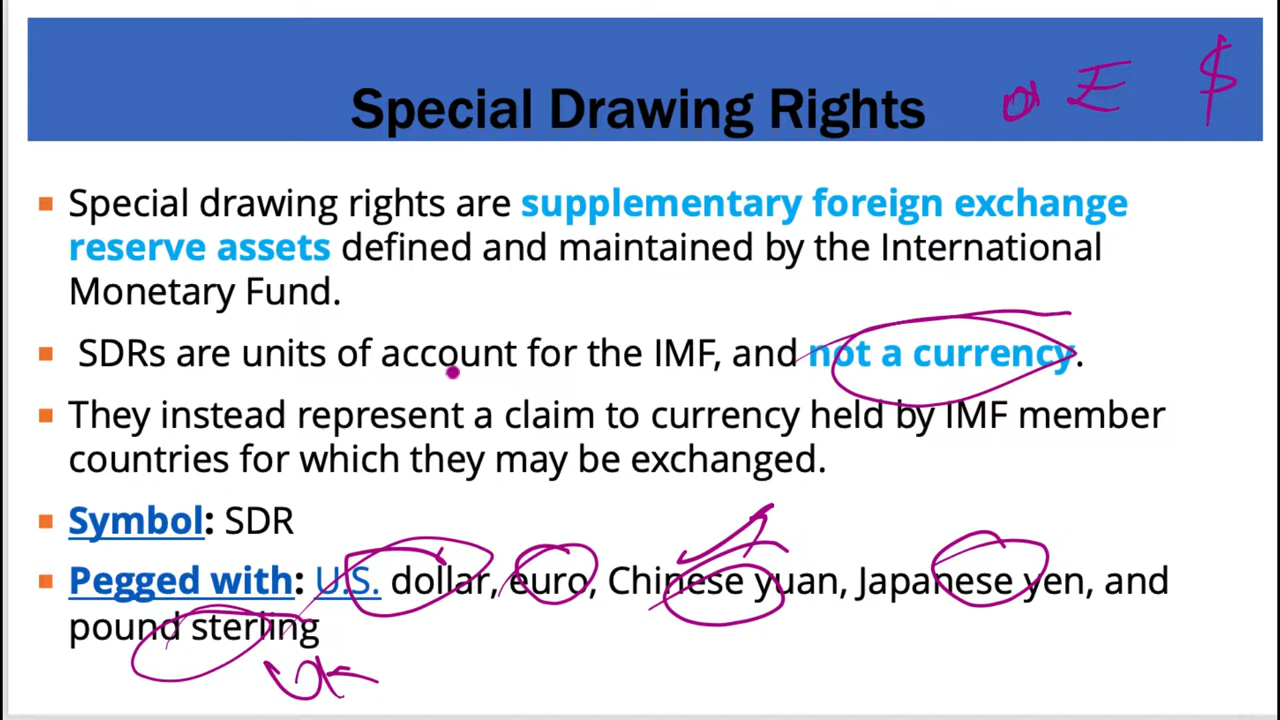 Special Drawing Rights
£ $
Special drawing rights are supplementary foreign exchange
reserve assets defined and maintained by the International
Monetary Fund.
SDRs are units of account for the IMF, and not a currency.
They instead represent a claim to currency held by IMF member
countries for which they may be exchanged.
Symbol: SDR
Pegged with: U.S. dollar, euro, Chinese yuan, Japanese yen, and
pound sterling
UK